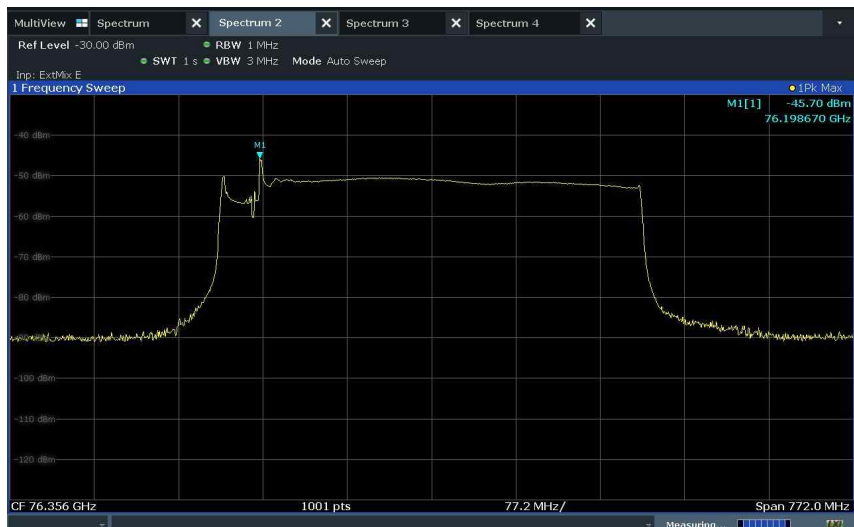 MultiView Spectrum Spectrum 2 Spectrum 3 Spectrum 4
Ref Level -30.00 dBm RBW 1 MHz
SWT 1 s VBW 3 MHz Mode Auto Sweep
Inp: ExtMix E
1 Frequency Sweep 1Pk Max
M1[1] -45.70 dBm
76.198670 GHz
-40 dBm
M1
-50 dBm
-60 dBm
-70 dBm
-80 dBm
-100 dBm
-110 dBm
-120 dBm
CF 76.356 GHz 1001 pts 77.2 MHz/ Span 772.0 MHz
Measuring...